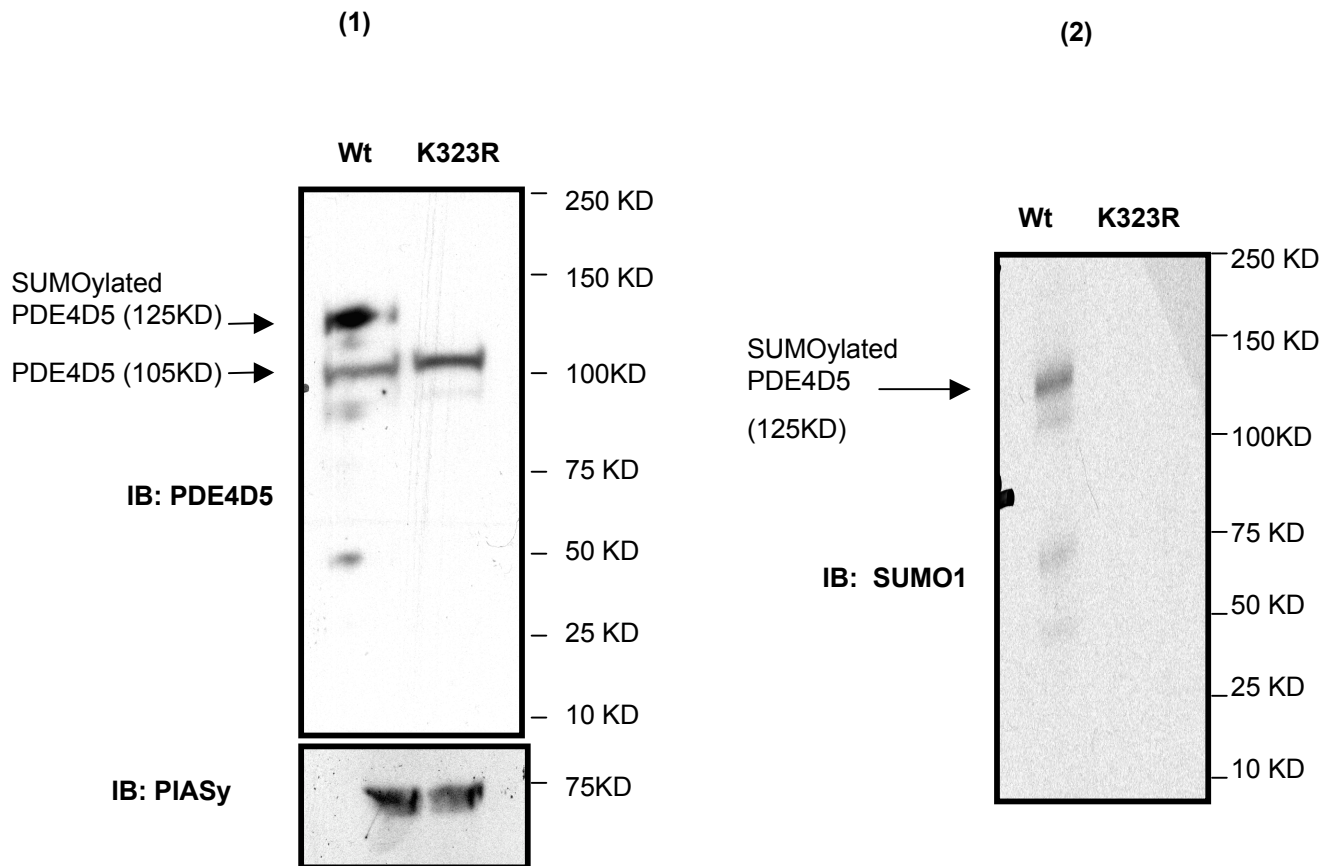 (1)
Wt K323R
250 KD
150 KD
SUMOylated
PDE4D5 (125KD)
PDE4D5 (105KD)
100KD
75 KD
IB: PDE4D5
50 KD
25 KD
10 KD
IB: PIASy
75KD
(2)
Wt K323R
250 KD
150 KD
SUMOylated
PDE4D5
(125KD)
100KD
75 KD
IB: SUMO1
50 KD
25 KD
10 KD